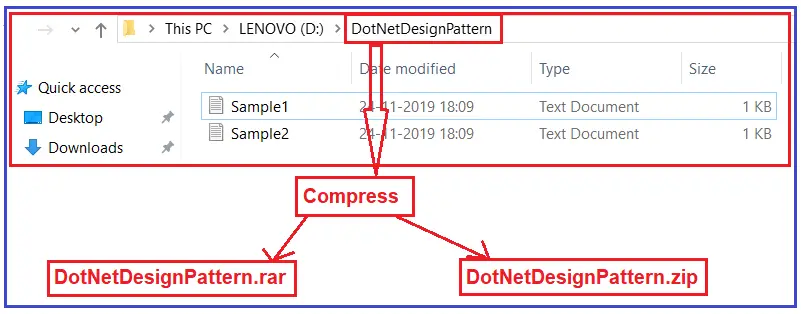 This PC > LENOVO (D:) > DotNetDesignPattern
Name Date modified Type Size
Quick access
Sample1 24-11-2019 18:09 Text Document 1 KB
Desktop
Sample2 24-11-2019 18:09 Text Document 1 KB
Downloads
Compress
DotNetDesignPattern.rar
DotNetDesignPattern.zip